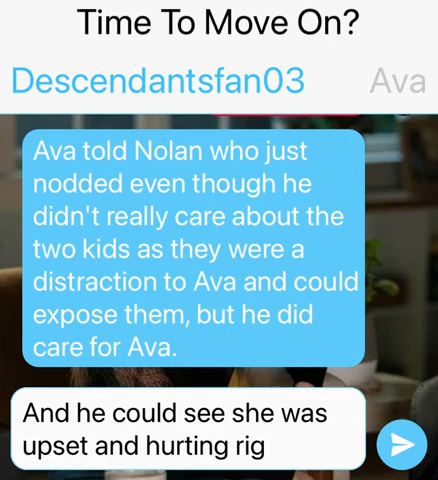 Time To Move On?
Descendantsfan03 Ava
Ava told Nolan who just
nodded even though he
didn't really care about the
two kids as they were a
distraction to Ava and could
expose them, but he did
care for Ava.
And he could see she was
upset and hurting rig